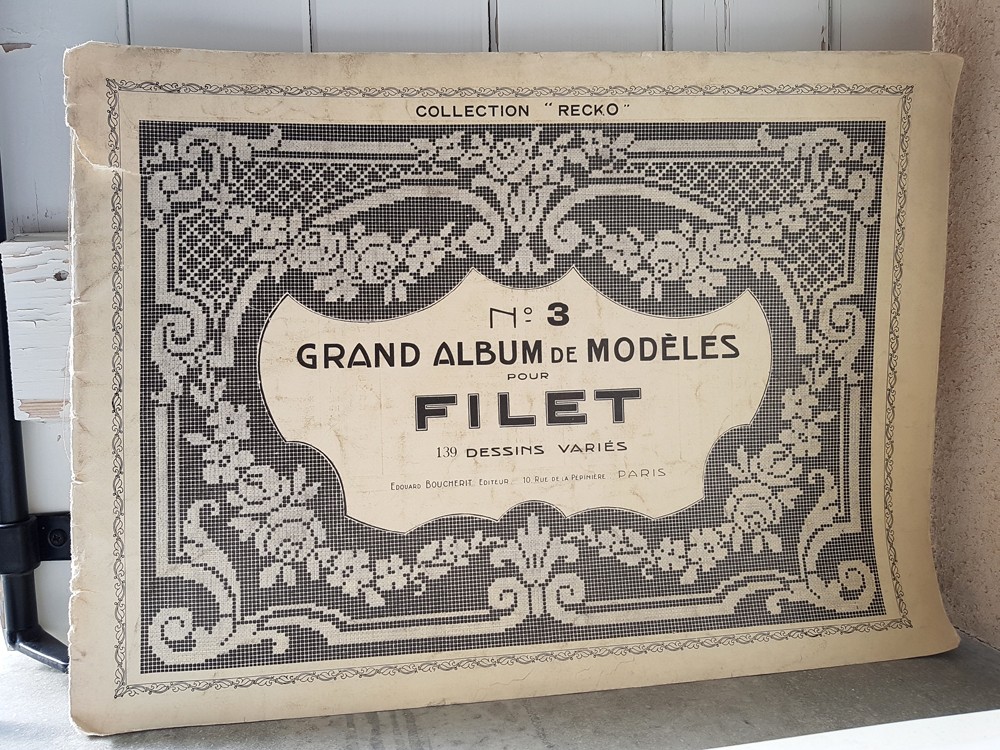 COLLECTION "RECKO"
No 3
GRAND ALBUM DE MODÈLES
POUR
FILET
139 DESSINS VARIÉS
EDOUARD BOUCHERIT. EDITEUR. 10, RUE DE LA PÉPINIÈRE PARIS